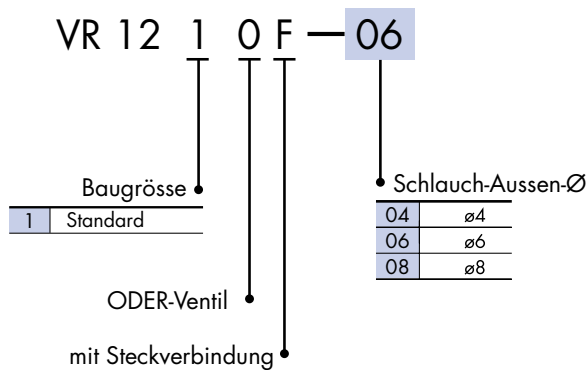 VR 12 1 0 F — 06
Baugrösse
1 Standard
Schlauch-Aussen-Ø
04 ø4
06 ø6
08 ø8
ODER-Ventil
mit Steckverbindung